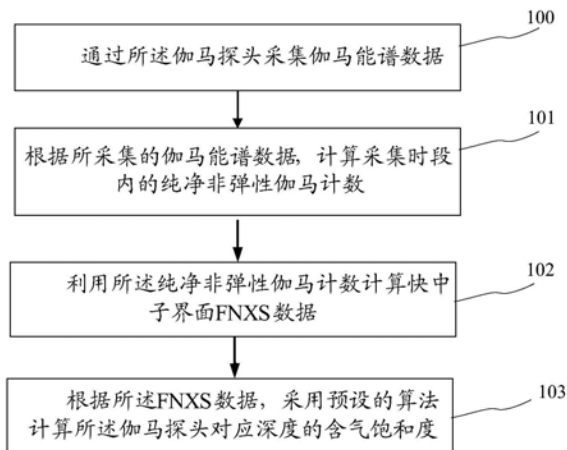 100
通过所述伽马探头采集伽马能谱数据
101
根据所采集的伽马能谱数据，计算采集时段
内的纯净非弹性伽马计数
102
利用所述纯净非弹性伽马计数计算快中
子界面FNXS数据
103
根据所述FNXS数据，采用预设的算法
计算所述伽马探头对应深度的含气饱和度